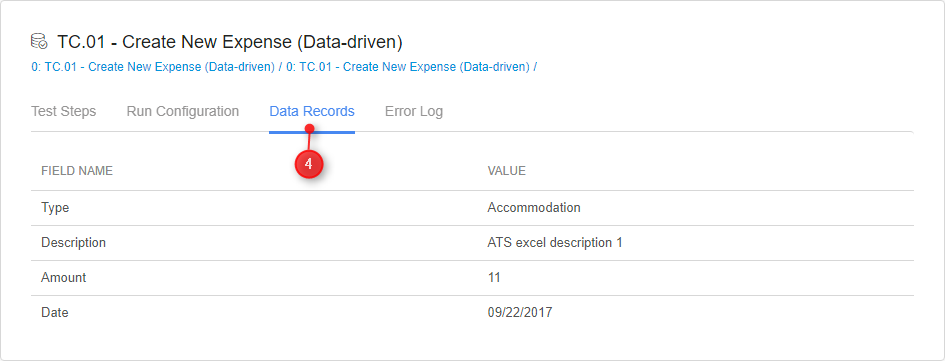 TC.01 - Create New Expense (Data-driven)
0: TC.01 - Create New Expense (Data-driven) / 0: TC.01 - Create New Expense (Data-driven) /
Test Steps Run Configuration Data Records Error Log
4
FIELD NAME VALUE
Type Accommodation
Description ATS excel description 1
Amount 11
Date 09/22/2017